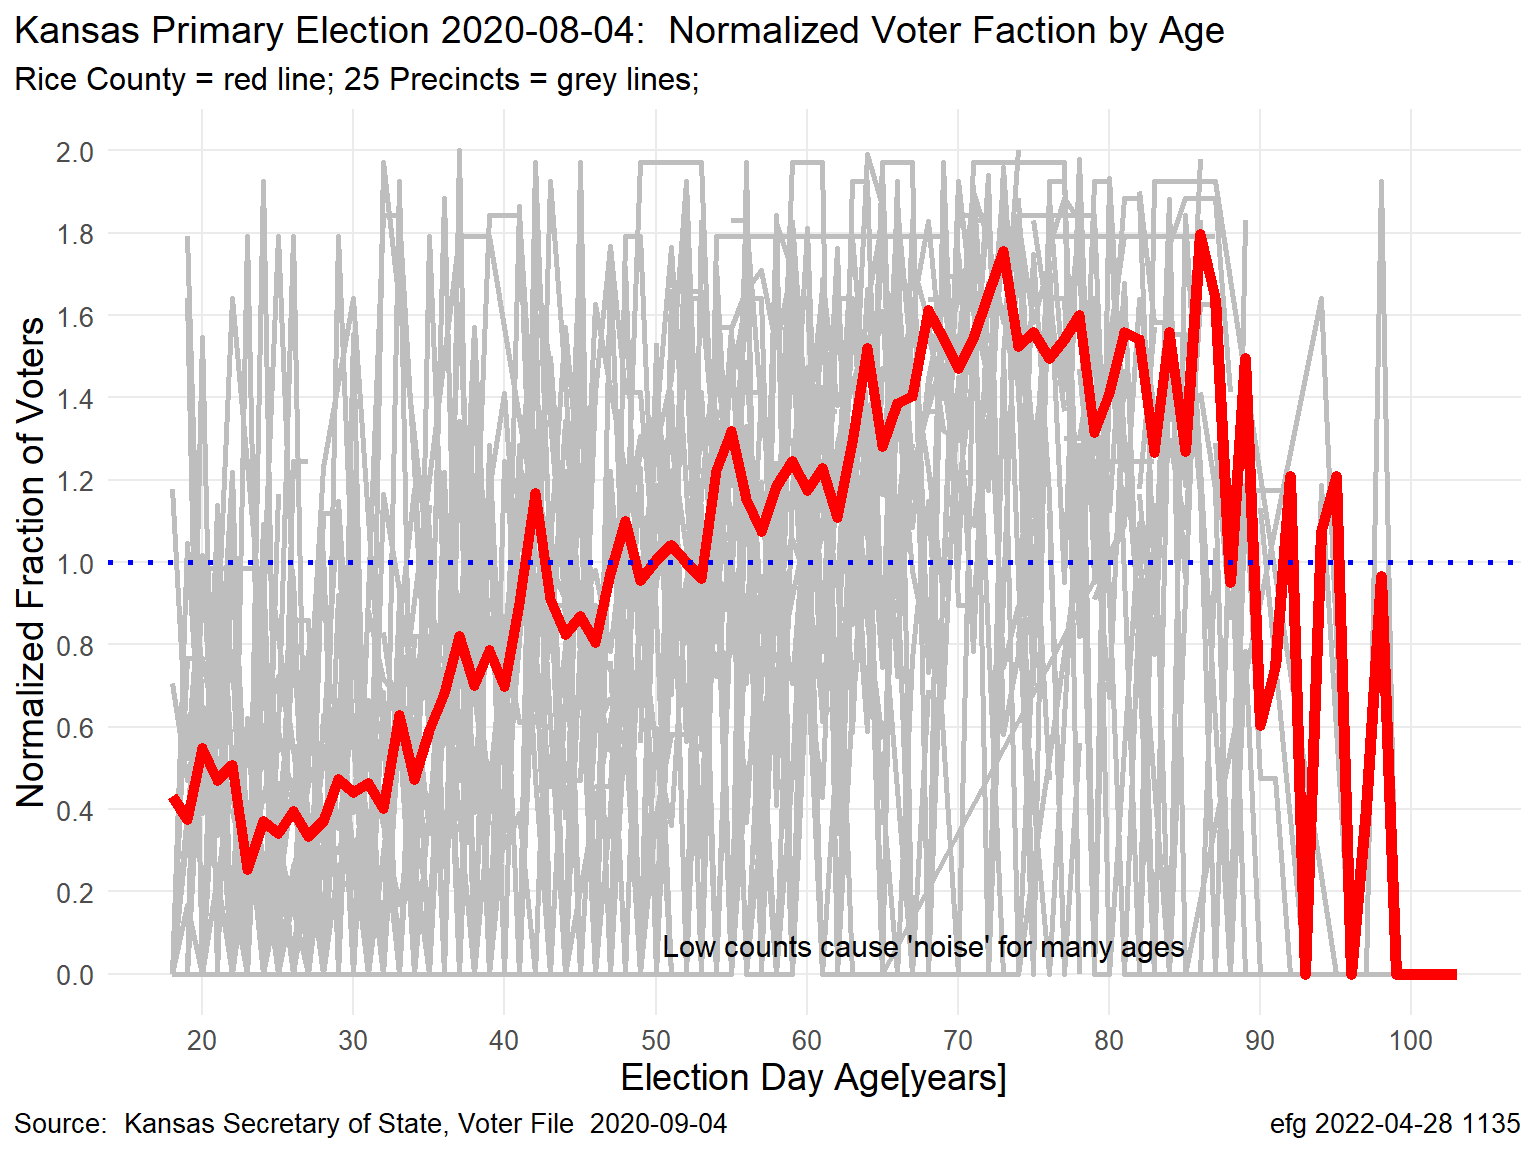 Kansas Primary Election 2020-08-04:  Normalized Voter Faction by Age
Rice County = red line; 25 Precincts = grey lines;
Normalized Fraction of Voters
2.0
1.8
1.6
1.4
1.2
1.0
0.8
0.6
0.4
0.2
0.0
Low counts cause 'noise' for many ages
20 30 40 50 60 70 80 90 100
Election Day Age[years]
Source:  Kansas Secretary of State, Voter File  2020-09-04
efg 2022-04-28 1135